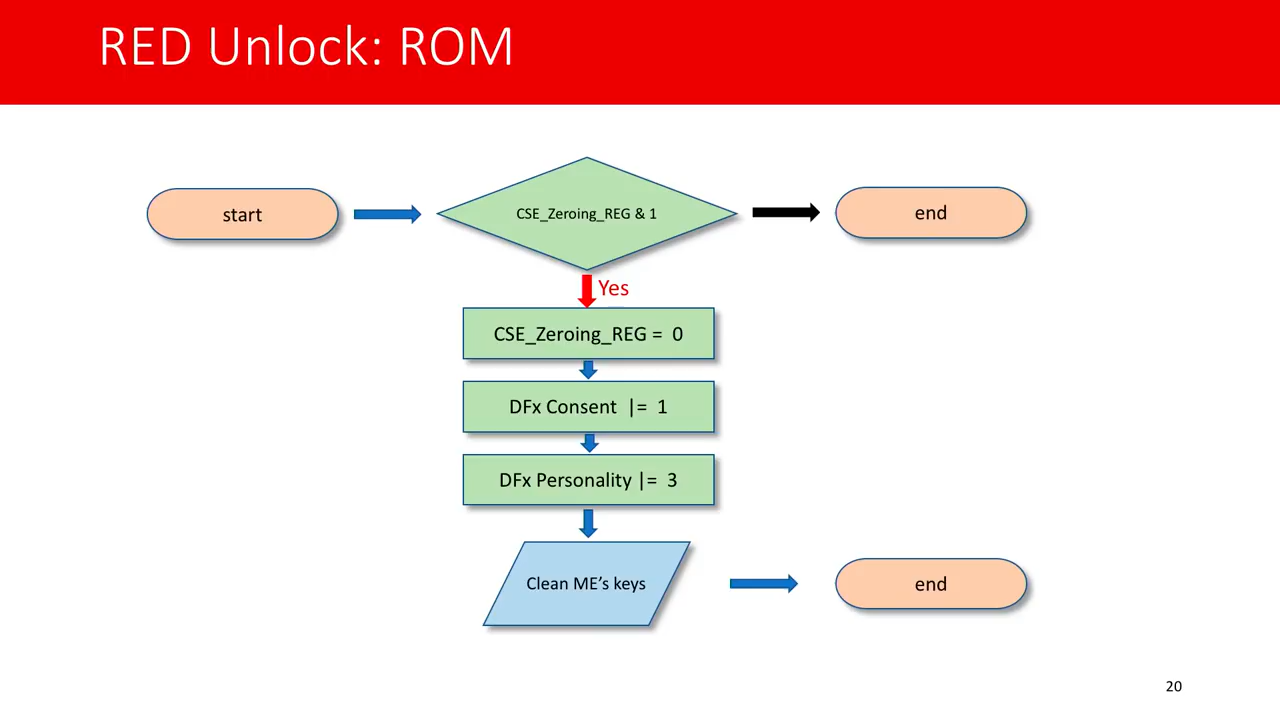 RED Unlock: ROM
start
CSE_Zeroing_REG & 1
end
Yes
CSE_Zeroing_REG = 0
DFx Consent |= 1
DFx Personality |= 3
Clean ME’s keys
end
20